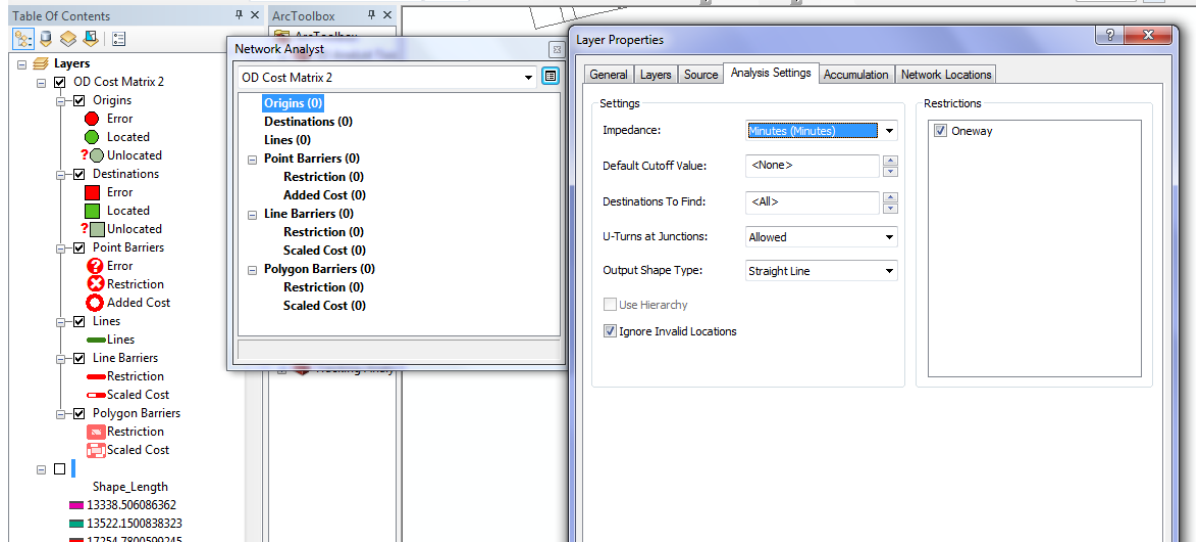 Table Of Contents
Layers
OD Cost Matrix 2
Origins
Error
Located
?
Unlocated
Destinations
Error
Located
?
Unlocated
Point Barriers
?
Error
Restriction
Added Cost
Lines
Lines
Line Barriers
Restriction
Scaled Cost
Polygon Barriers
Restriction
Scaled Cost
Shape_Length
13338.506086362
13522.1500838323
17254.7800599245
ArcToolbox
ArcToolbox
Network Analyst
OD Cost Matrix 2
Origins (0)
Destinations (0)
Lines (0)
Point Barriers (0)
Restriction (0)
Added Cost (0)
Line Barriers (0)
Restriction (0)
Scaled Cost (0)
Polygon Barriers (0)
Restriction (0)
Scaled Cost (0)
Layer Properties
?
General Layers Source Analysis Settings Accumulation Network Locations
Settings
Impedance: Minutes (Minutes)
Default Cutoff Value: <None>
Destinations To Find: <All>
U-Turns at Junctions: Allowed
Output Shape Type: Straight Line
Use Hierarchy
Ignore Invalid Locations
Restrictions
Oneway